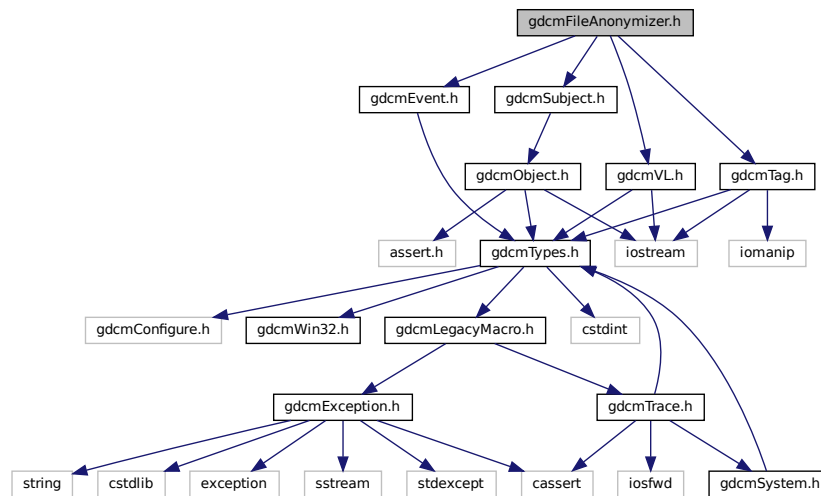 gdcmFileAnonymizer.h
gdcmEvent.h
gdcmSubject.h
gdcmObject.h
gdcmVL.h
gdcmTag.h
assert.h
gdcmTypes.h
iostream
iomanip
gdcmConfigure.h
gdcmWin32.h
gdcmLegacyMacro.h
cstdint
gdcmException.h
gdcmTrace.h
string
cstdlib
exception
sstream
stdexcept
cassert
iosfwd
gdcmSystem.h